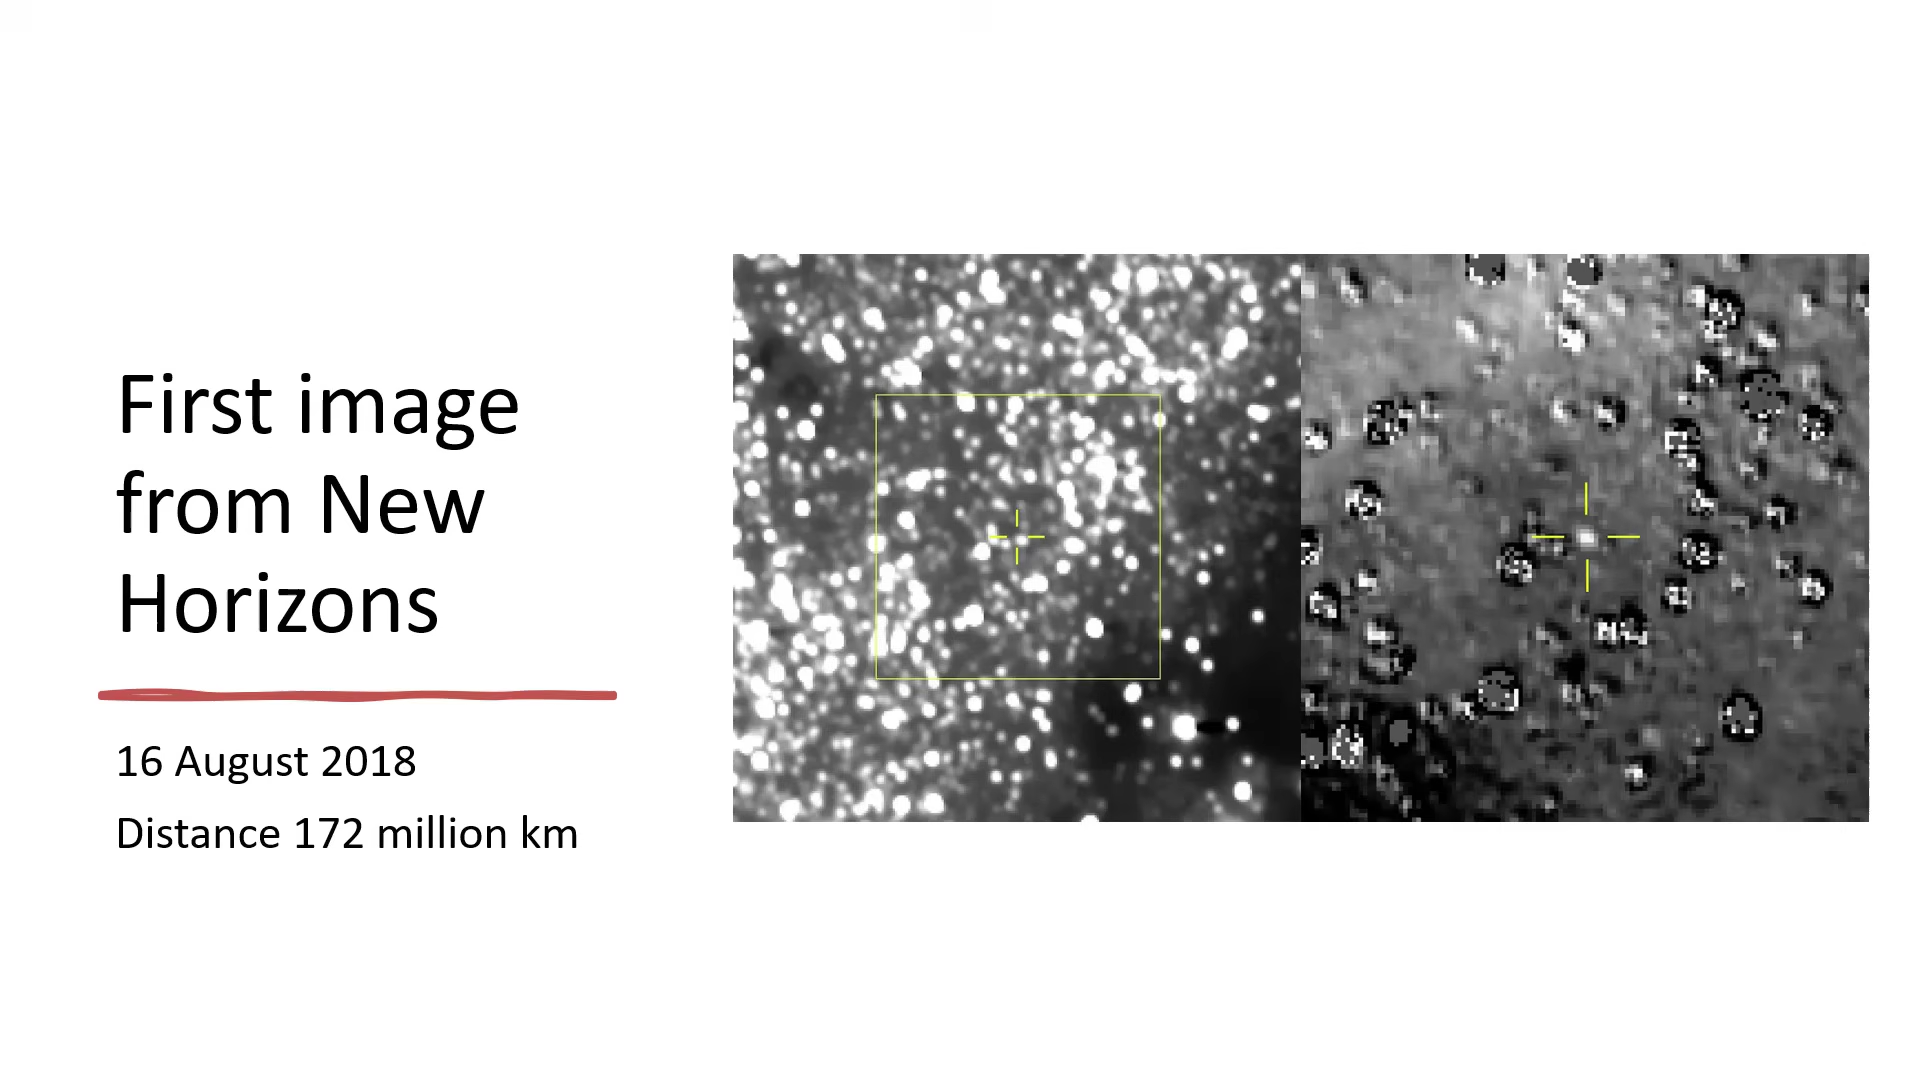 First image
from New
Horizons
16 August 2018
Distance 172 million km